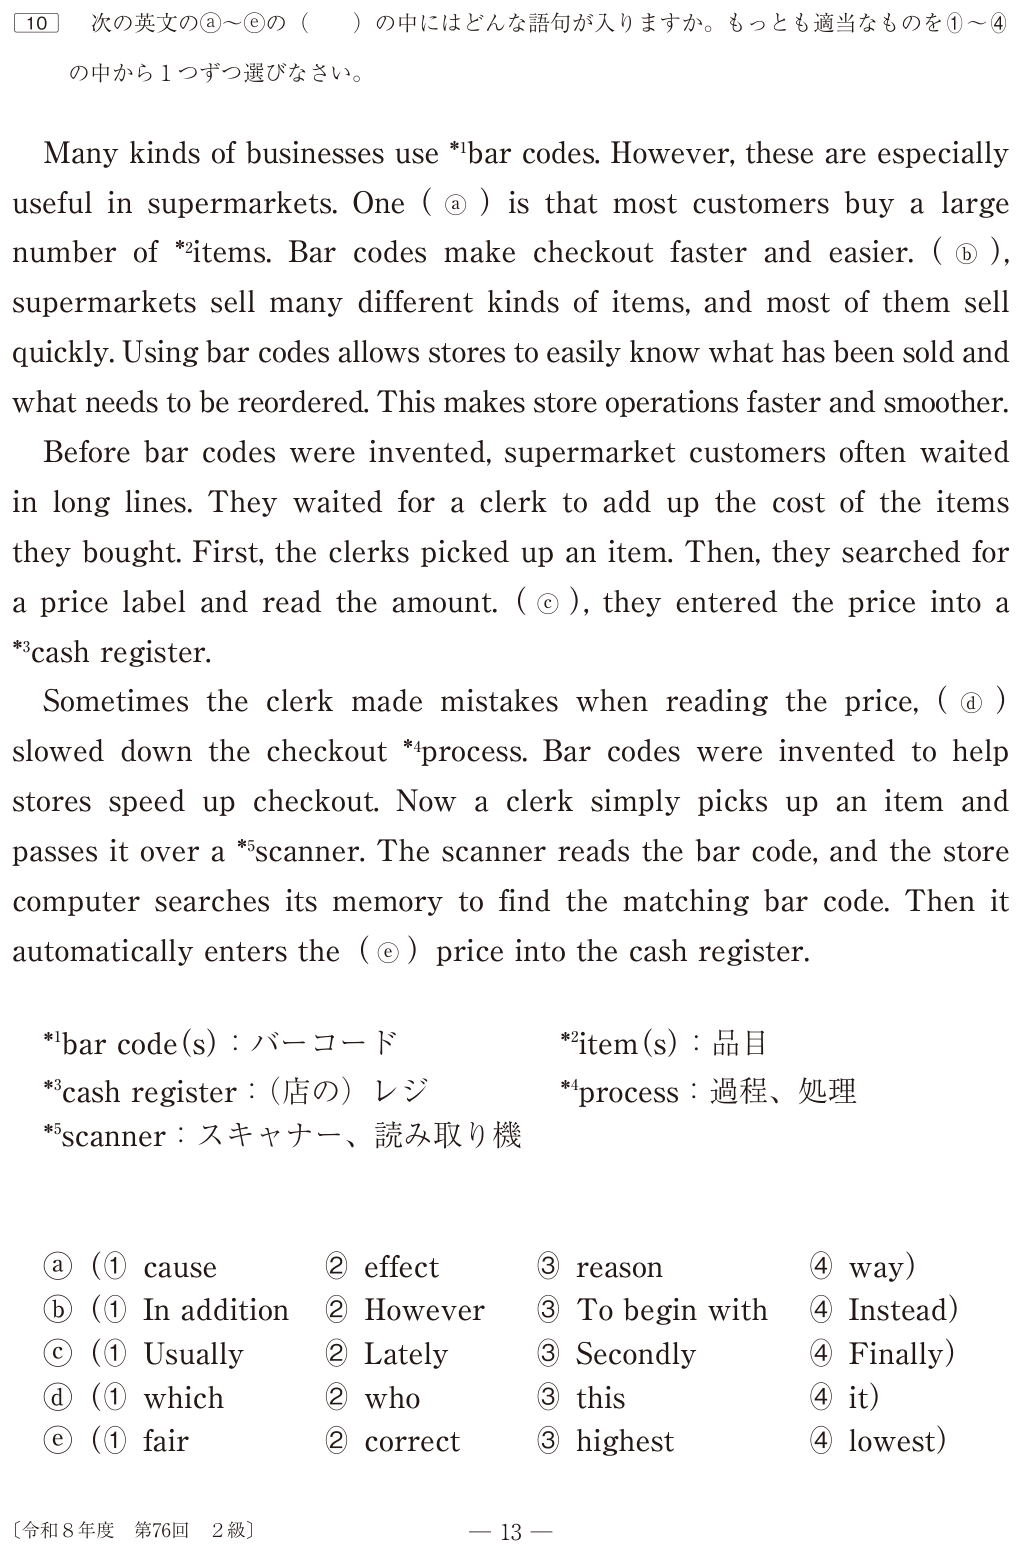 10 次の英文のⓐ～ⓔの（　　）の中にはどんな語句が入りますか。もっとも適当なものを①～④
の中から１つずつ選びなさい。
Many kinds of businesses use *1bar codes. However, these are especially
useful in supermarkets. One ( ⓐ ) is that most customers buy a large
number of *2items. Bar codes make checkout faster and easier. ( ⓑ ),
supermarkets sell many different kinds of items, and most of them sell
quickly. Using bar codes allows stores to easily know what has been sold and
what needs to be reordered. This makes store operations faster and smoother.
Before bar codes were invented, supermarket customers often waited
in long lines. They waited for a clerk to add up the cost of the items
they bought. First, the clerks picked up an item. Then, they searched for
a price label and read the amount. ( ⓒ ), they entered the price into a
*3cash register.
Sometimes the clerk made mistakes when reading the price, ( ⓓ )
slowed down the checkout *4process. Bar codes were invented to help
stores speed up checkout. Now a clerk simply picks up an item and
passes it over a *5scanner. The scanner reads the bar code, and the store
computer searches its memory to find the matching bar code. Then it
automatically enters the ( ⓔ ) price into the cash register.
*1bar code(s)：バーコード *2item(s)：品目
*3cash register：（店の）レジ *4process：過程、処理
*5scanner：スキャナー、読み取り機
ⓐ (① cause ② effect ③ reason ④ way)
ⓑ (① In addition ② However ③ To begin with ④ Instead)
ⓒ (① Usually ② Lately ③ Secondly ④ Finally)
ⓓ (① which ② who ③ this ④ it)
ⓔ (① fair ② correct ③ highest ④ lowest)
〔令和８年度　第76回　２級〕 — 13 —